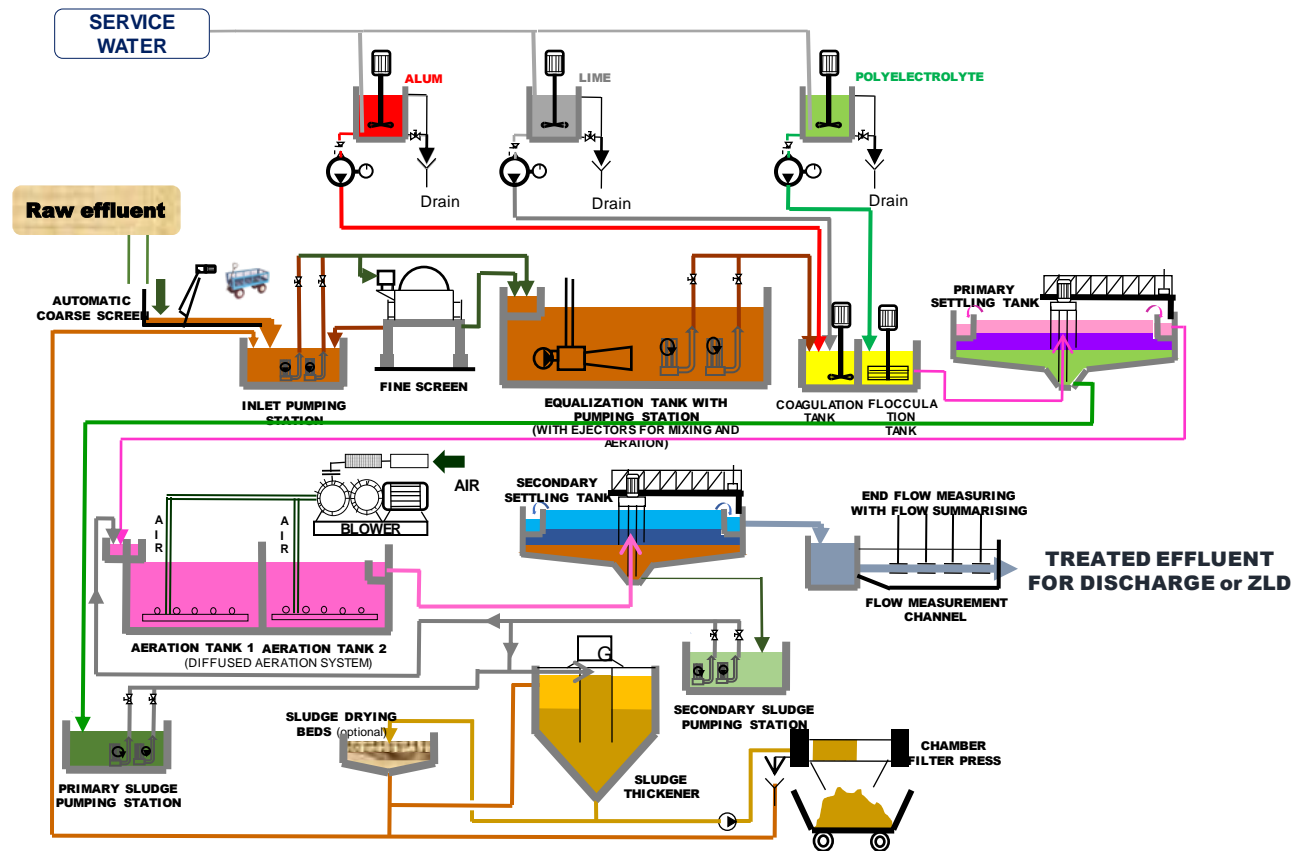 SERVICE
WATER
ALUM
LIME
POLYELECTROLYTE
Drain
Drain
Drain
Raw effluent
AUTOMATIC
COARSE SCREEN
INLET PUMPING
STATION
FINE SCREEN
EQUALIZATION TANK WITH
PUMPING STATION
(WITH EJECTORS FOR MIXING AND
AERATION)
COAGULATION
TANK
FLOCCULA
TION
TANK
PRIMARY
SETTLING TANK
AIR
BLOWER
A
I
R
A
I
R
AERATION TANK 1
AERATION TANK 2
(DIFFUSED AERATION SYSTEM)
SECONDARY
SETTLING TANK
END FLOW MEASURING
WITH FLOW SUMMARISING
FLOW MEASUREMENT
CHANNEL
TREATED EFFLUENT
FOR DISCHARGE or ZLD
G
SECONDARY SLUDGE
PUMPING STATION
PRIMARY SLUDGE
PUMPING STATION
SLUDGE DRYING
BEDS (optional)
SLUDGE
THICKENER
CHAMBER
FILTER PRESS